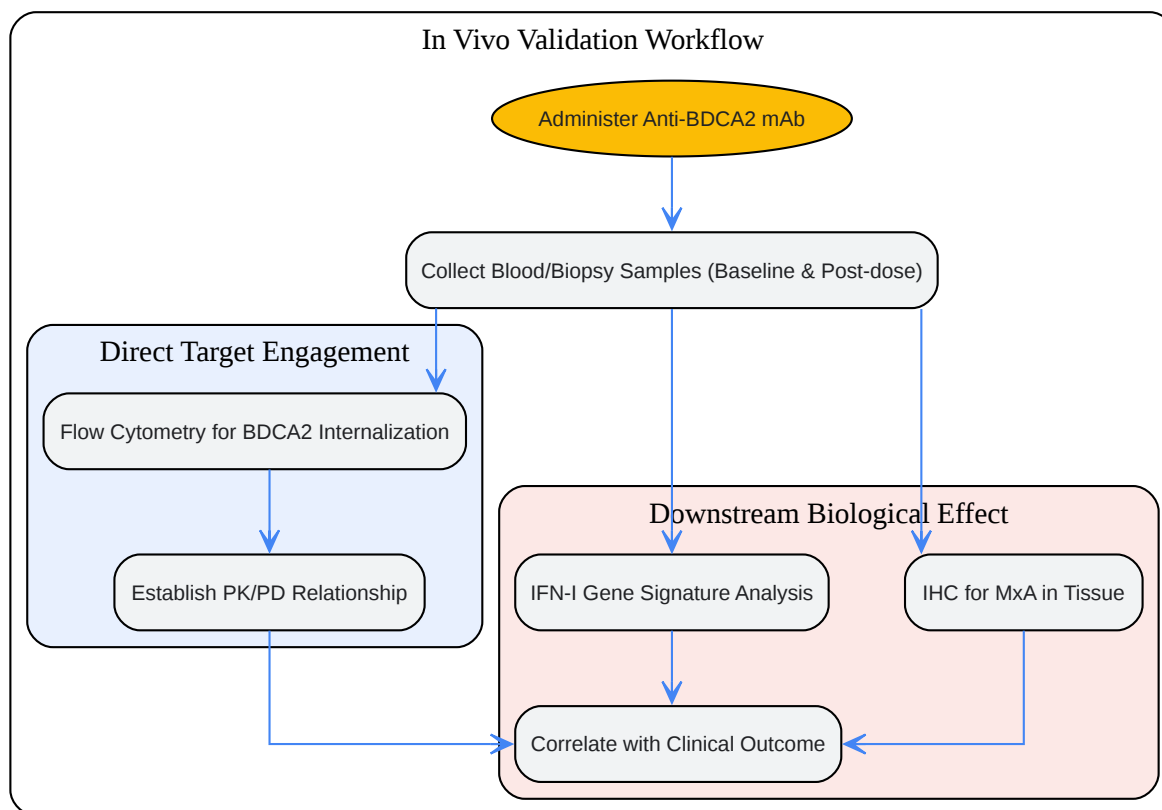 In Vivo Validation Workflow
Administer Anti-BDCA2 mAb
Collect Blood/Biopsy Samples (Baseline & Post-dose)
Direct Target Engagement
Flow Cytometry for BDCA2 Internalization
Establish PK/PD Relationship
Downstream Biological Effect
IFN-I Gene Signature Analysis
IHC for MxA in Tissue
Correlate with Clinical Outcome